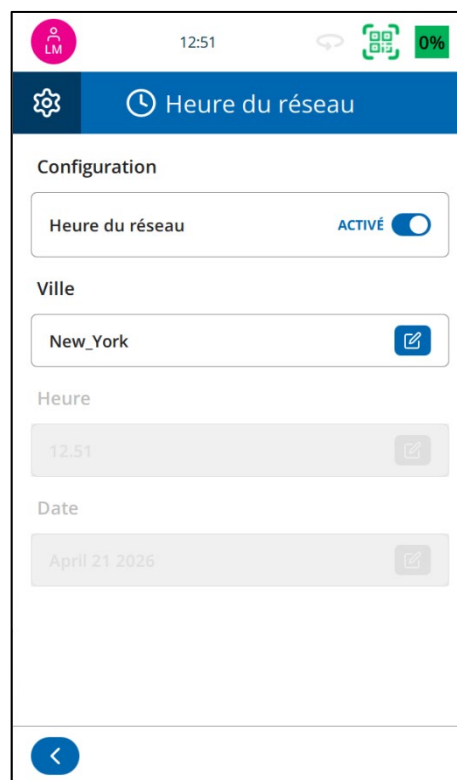 LM
12:51
0%
Heure du réseau
Configuration
Heure du réseau
ACTIVÉ
Ville
New_York
Heure
12.51
Date
April 21 2026